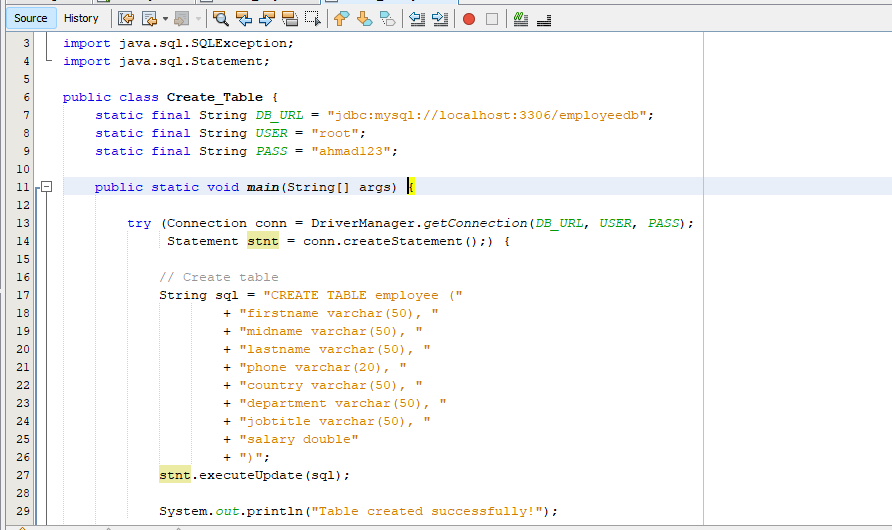 Source History
3 import java.sql.SQLException;
4 import java.sql.Statement;
5
6 public class Create_Table {
7 static final String DB_URL = "jdbc:mysql://localhost:3306/employeedb";
8 static final String USER = "root";
9 static final String PASS = "ahmad123";
10
11 public static void main(String[] args) {
12
13 try (Connection conn = DriverManager.getConnection(DB_URL, USER, PASS);
14 Statement stnt = conn.createStatement();) {
15
16 // Create table
17 String sql = "CREATE TABLE employee ("
18 + "firstname varchar(50), "
19 + "midname varchar(50), "
20 + "lastname varchar(50), "
21 + "phone varchar(20), "
22 + "country varchar(50), "
23 + "department varchar(50), "
24 + "jobtitle varchar(50), "
25 + "salary double"
26 + ")";
27 stnt.executeUpdate(sql);
28
29 System.out.println("Table created successfully!");